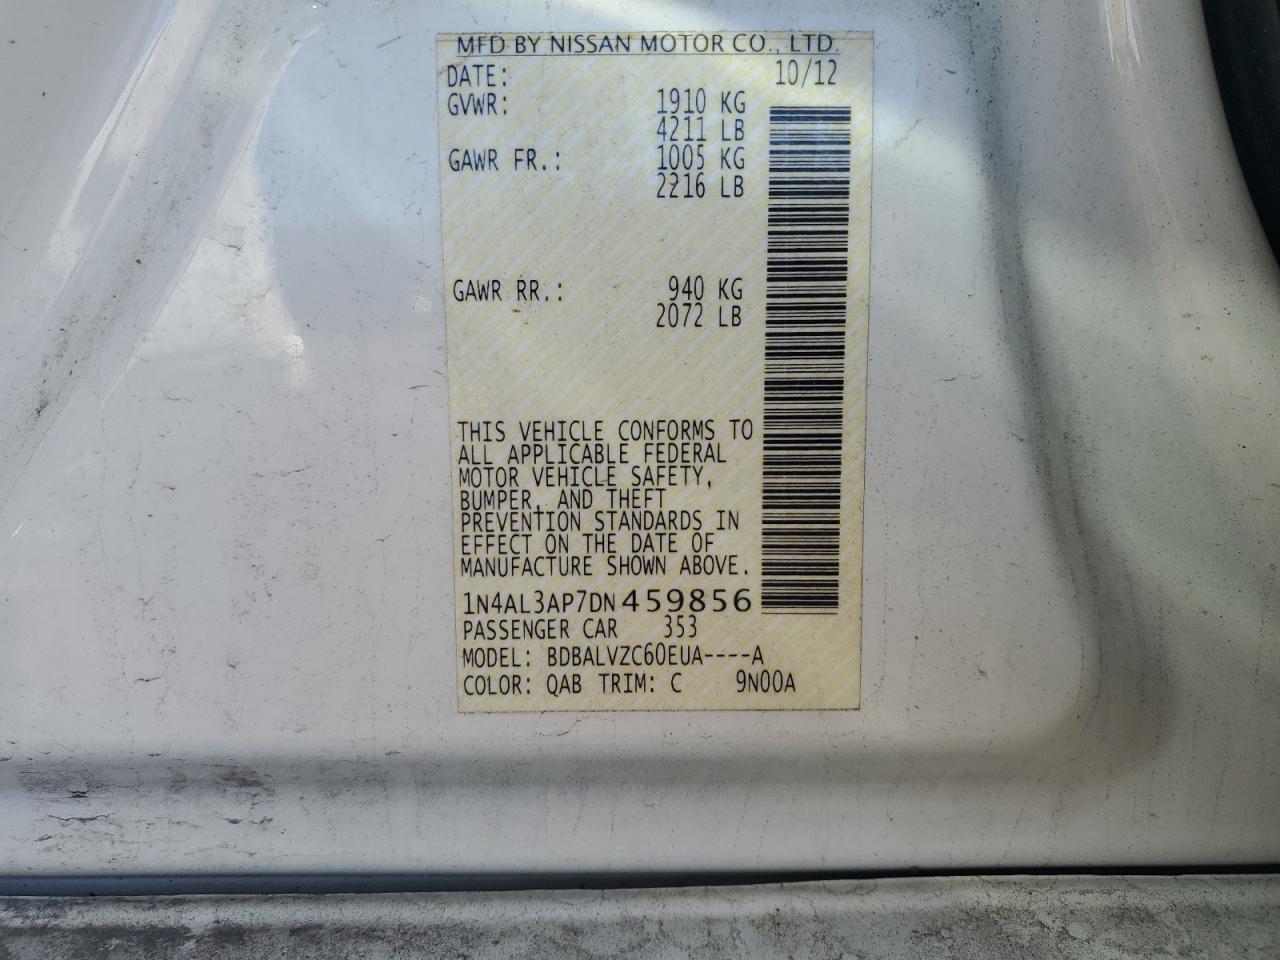 MFD BY NISSAN MOTOR CO., LTD.
DATE: 10/12
GVWR: 1910 KG
4211 LB
GAWR FR.: 1005 KG
2216 LB
GAWR RR.: 940 KG
2072 LB
THIS VEHICLE CONFORMS TO
ALL APPLICABLE FEDERAL
MOTOR VEHICLE SAFETY,
BUMPER, AND THEFT
PREVENTION STANDARDS IN
EFFECT ON THE DATE OF
MANUFACTURE SHOWN ABOVE.
1N4AL3AP7DN459856
PASSENGER CAR 353
MODEL: BDBALVZC60EUA----A
COLOR: QAB TRIM: C 9N00A